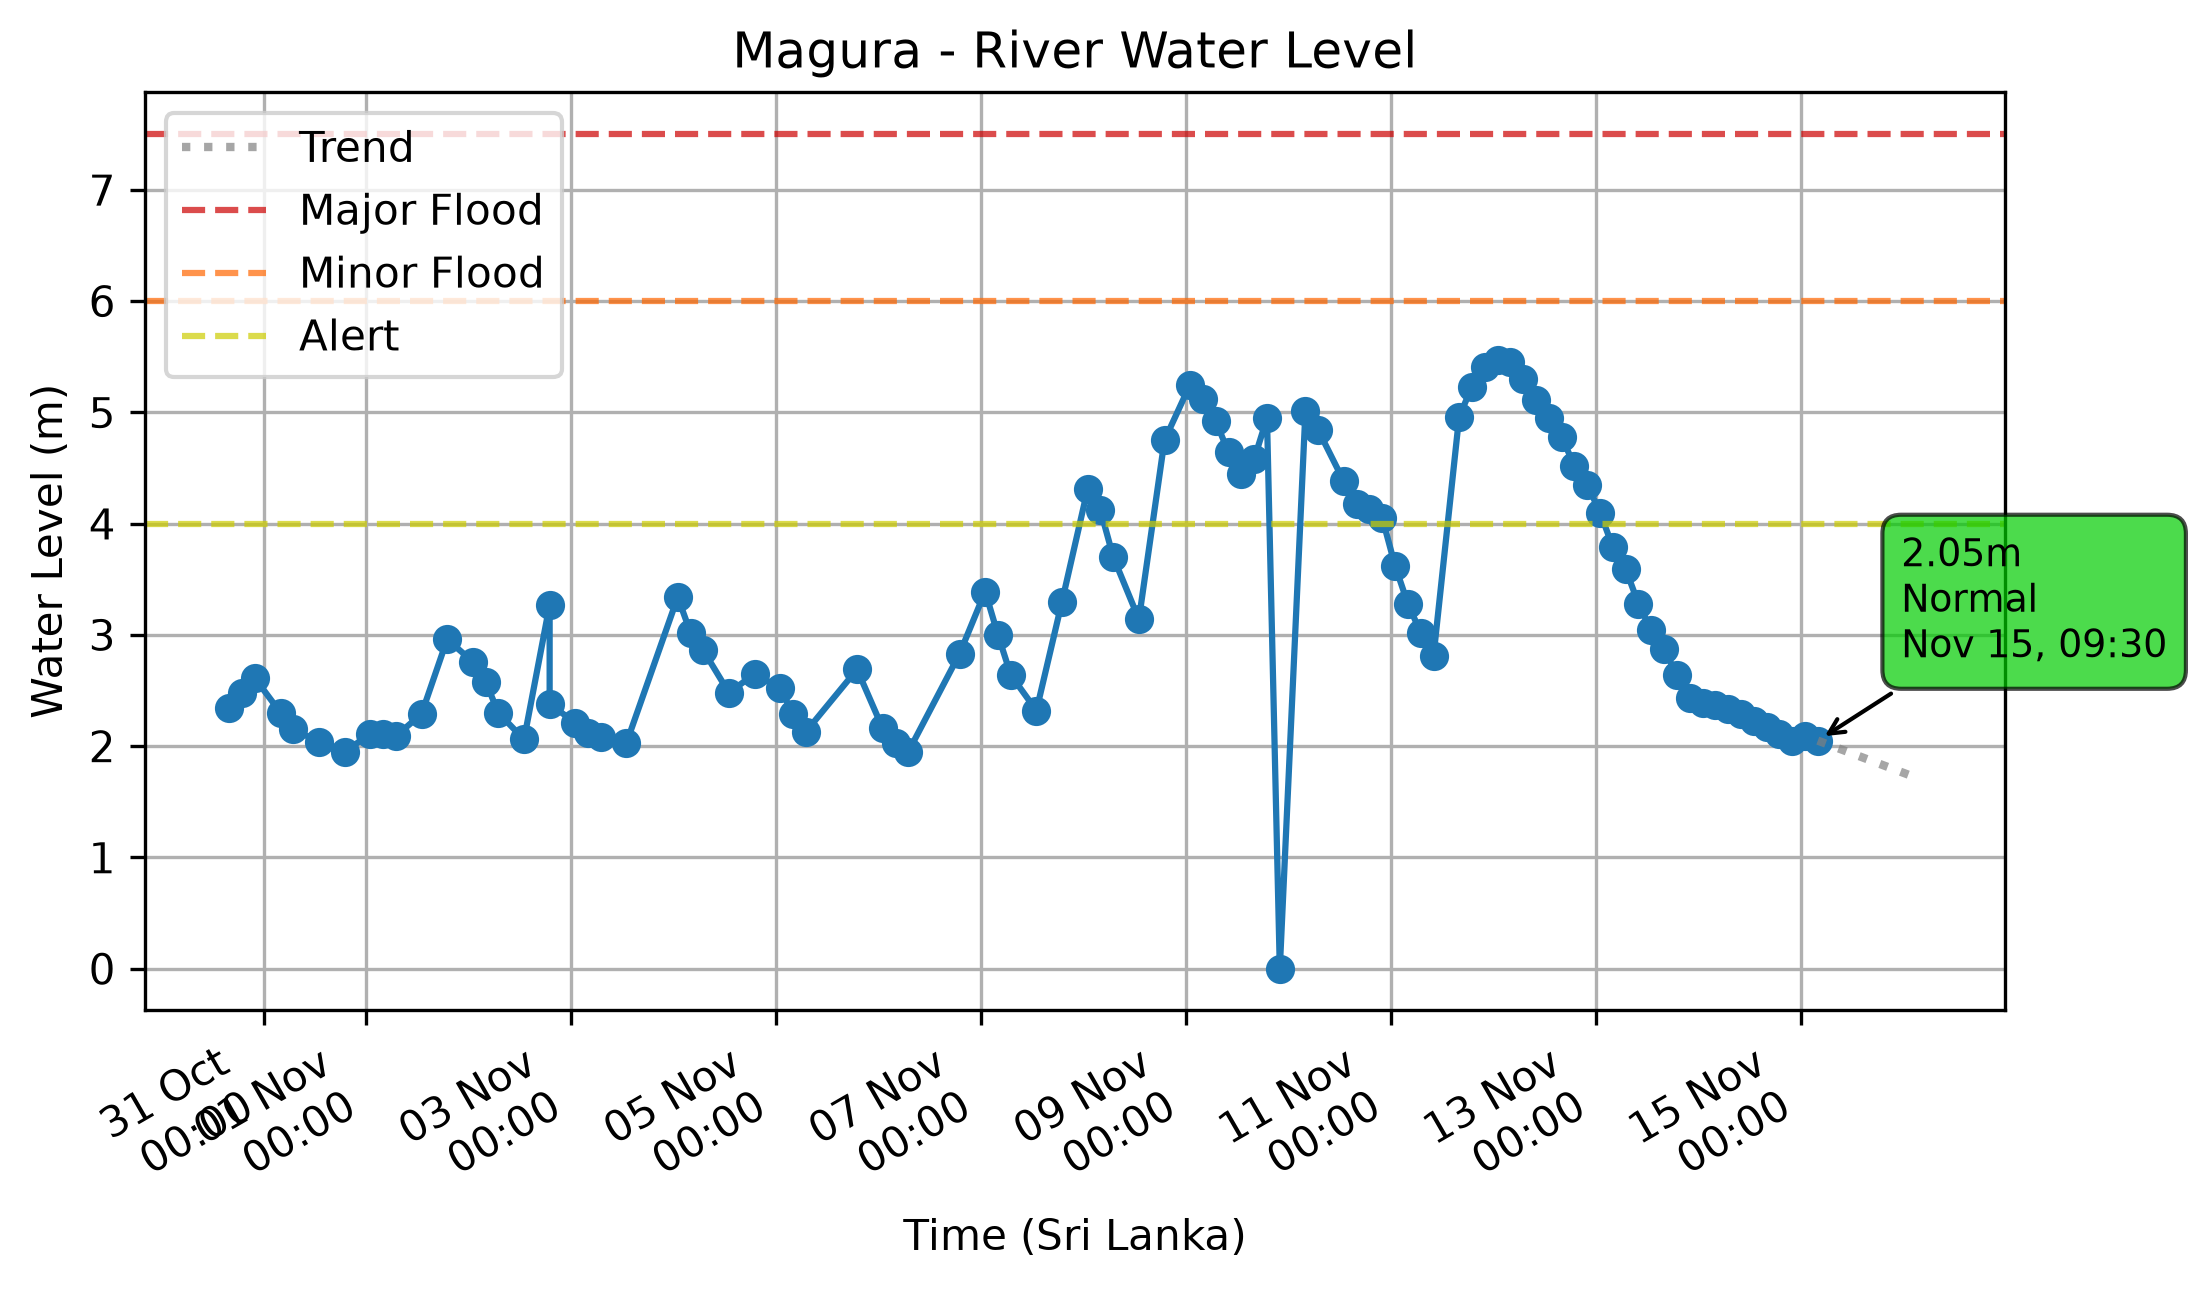 Magura - River Water Level
Trend
Major Flood
Minor Flood
Alert
Water Level (m)
7
6
5
4
3
2
1
0
2.05m
Normal
Nov 15, 09:30
31 Oct
00:00
01 Nov
00:00
03 Nov
00:00
05 Nov
00:00
07 Nov
00:00
09 Nov
00:00
11 Nov
00:00
13 Nov
00:00
15 Nov
00:00
Time (Sri Lanka)